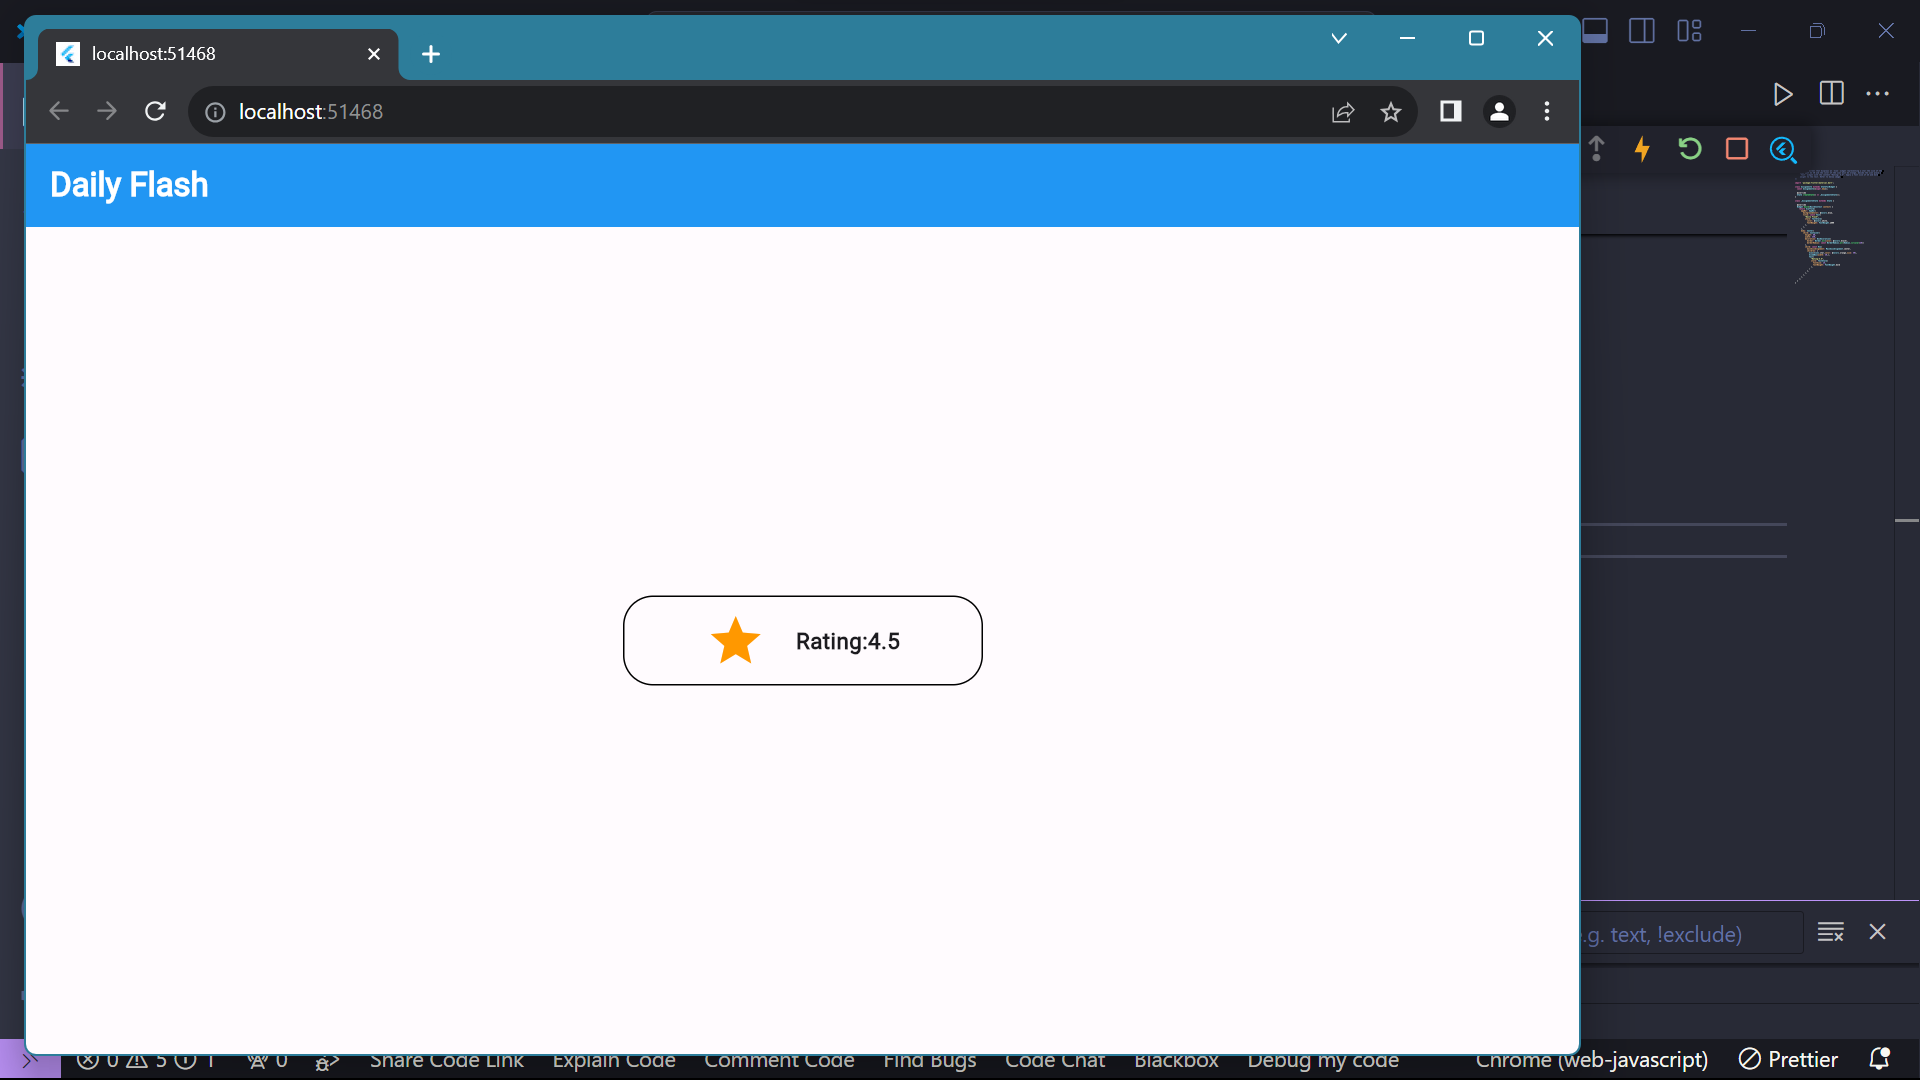 localhost:51468
localhost:51468
Daily Flash
Rating:4.5
.g. text, !exclude)
0 5 1 0 Share Code Link Explain Code Comment Code Find Bugs Code Chat Blackbox Debug my code Chrome (web-javascript) Prettier